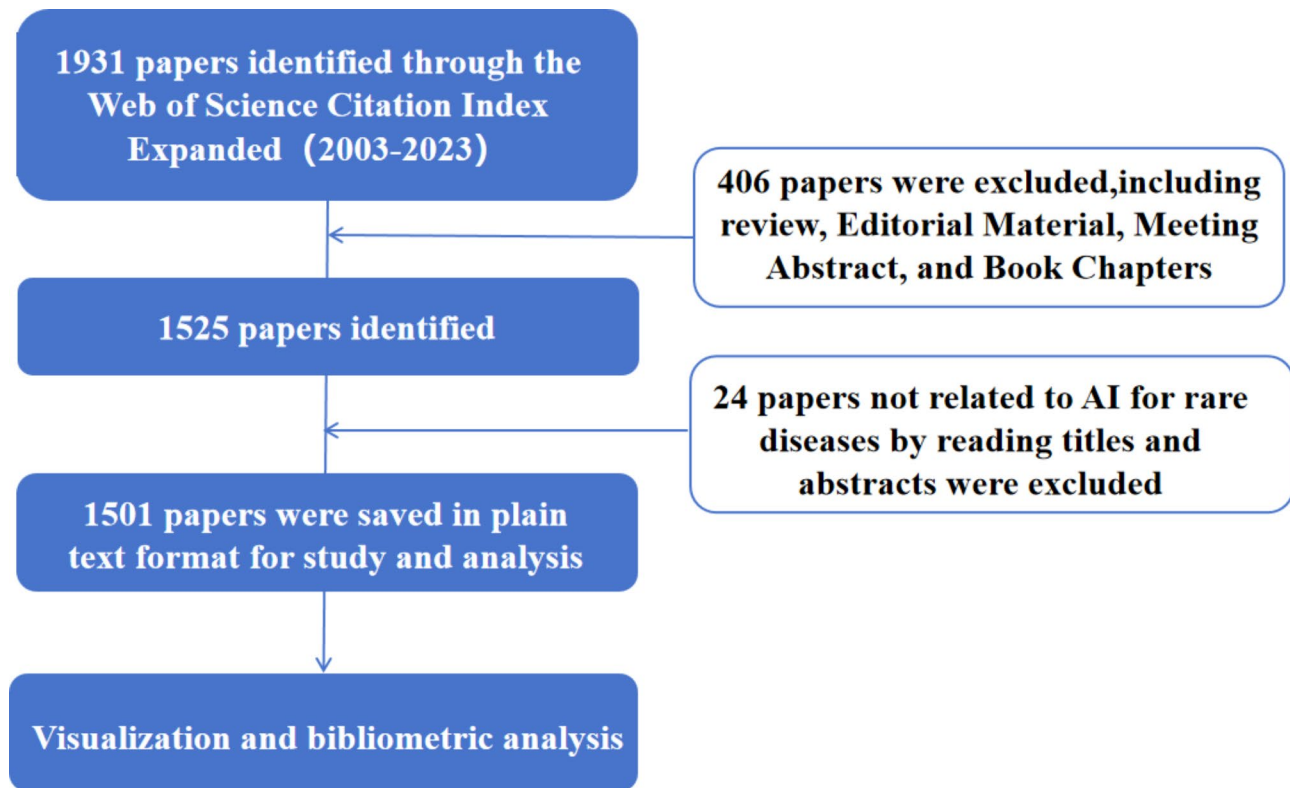 1931 papers identified through the
Web of Science Citation Index
Expanded（2003-2023）
406 papers were excluded,including
review, Editorial Material, Meeting
Abstract, and Book Chapters
1525 papers identified
24 papers not related to AI for rare
diseases by reading titles and
abstracts were excluded
1501 papers were saved in plain
text format for study and analysis
Visualization and bibliometric analysis